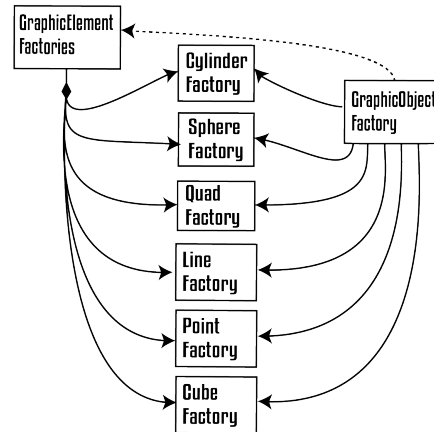 GraphicElement
Factories
Cylinder
Factory
GraphicObject
Factory
Sphere
Factory
Quad
Factory
Line
Factory
Point
Factory
Cube
Factory